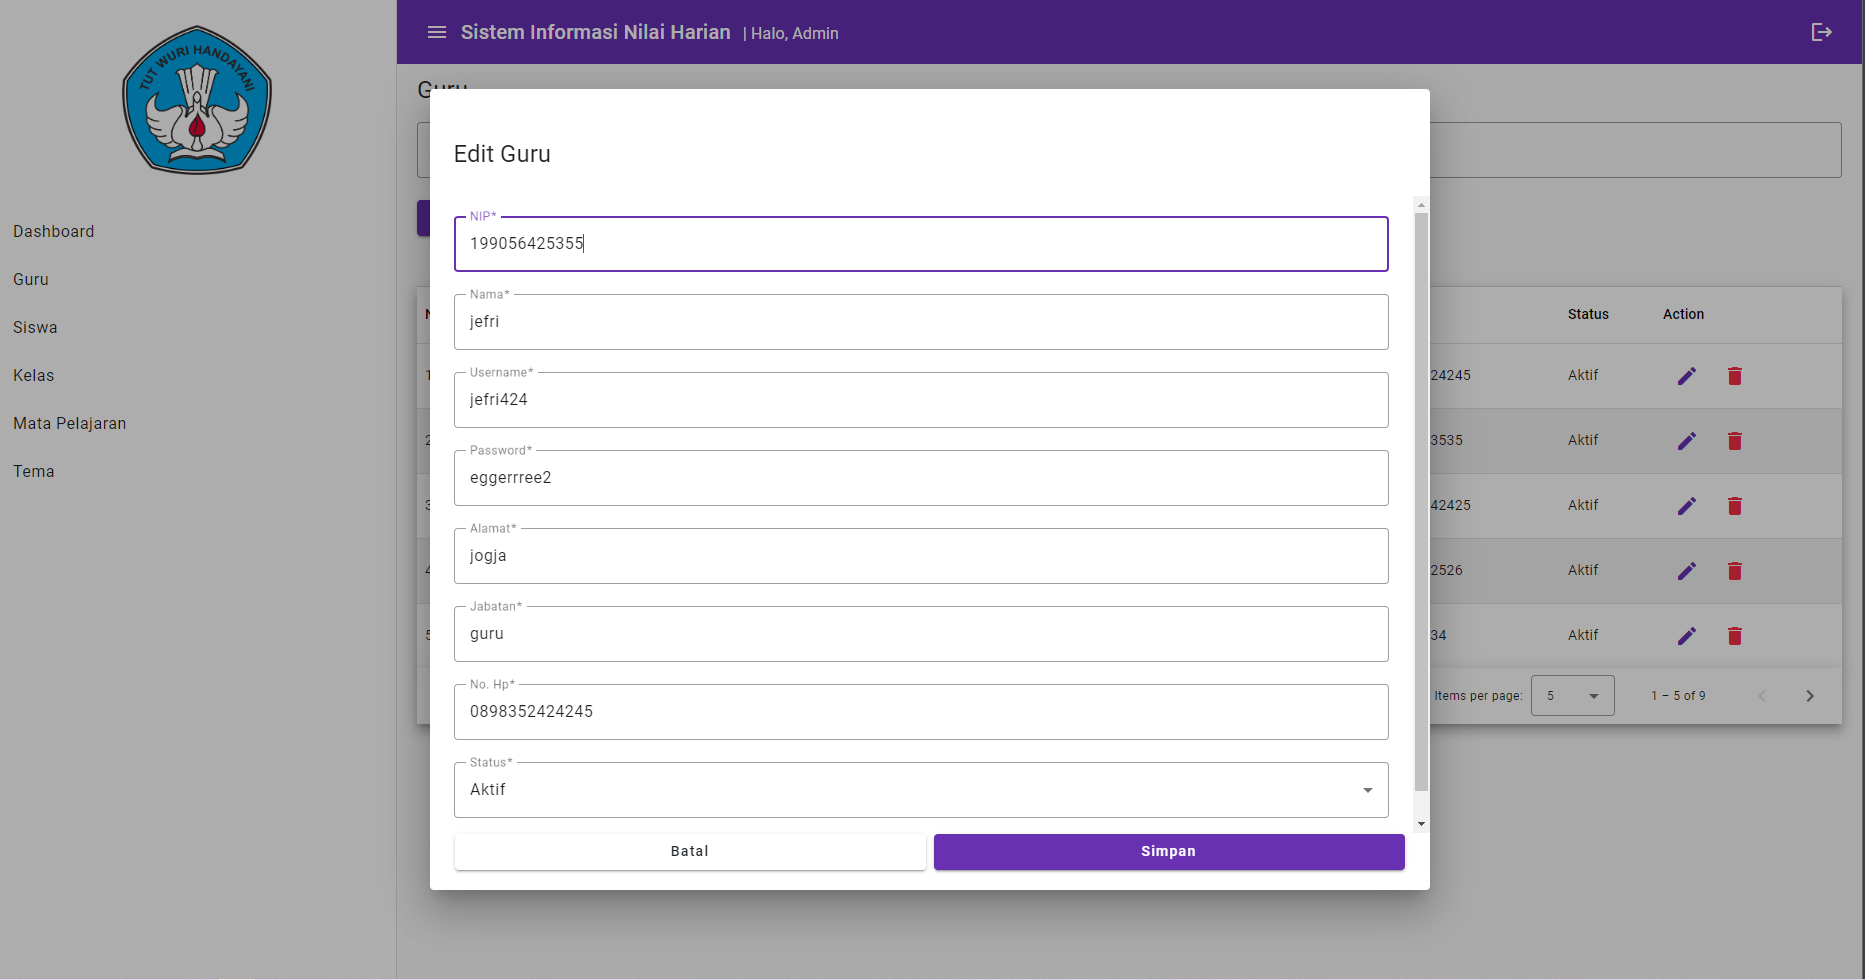 TUT WURI HANDAYANI
Sistem Informasi Nilai Harian | Halo, Admin
Dashboard
Guru
Siswa
Kelas
Mata Pelajaran
Tema
Guru
Edit Guru
NIP*
199056425355
Nama*
jefri
Username*
jefri424
Password*
eggerrree2
Alamat*
jogja
Jabatan*
guru
No. Hp*
0898352424245
Status*
Aktif
Batal
Simpan
Status Action
24245 Aktif
3535 Aktif
42425 Aktif
2526 Aktif
34 Aktif
Items per page: 5 1 – 5 of 9